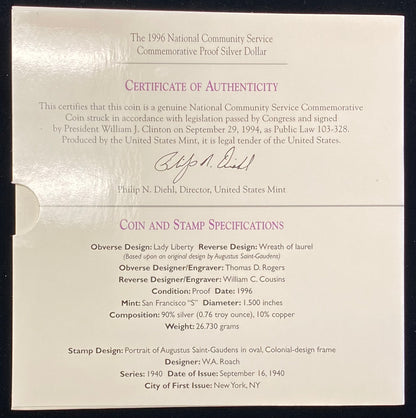 The 1996 National Community Service
Commemorative Proof Silver Dollar
CERTIFICATE OF AUTHENTICITY
This certifies that this coin is a genuine National Community Service Commemorative
Coin struck in accordance with legislation passed by Congress and signed
by President William J. Clinton on September 29, 1994, as Public Law 103-328.
Produced by the United States Mint, it is legal tender of the United States.
Philip N. Diehl
Philip N. Diehl, Director, United States Mint
COIN AND STAMP SPECIFICATIONS
Obverse Design: Lady Liberty Reverse Design: Wreath of laurel
(Based upon an original design by Augustus Saint-Gaudens)
Obverse Designer/Engraver: Thomas D. Rogers
Reverse Designer/Engraver: William C. Cousins
Condition: Proof Date: 1996
Mint: San Francisco "S" Diameter: 1.500 inches
Composition: 90% silver (0.76 troy ounce), 10% copper
Weight: 26.730 grams
Stamp Design: Portrait of Augustus Saint-Gaudens in oval, Colonial-design frame
Designer: W.A. Roach
Series: 1940 Date of Issue: September 16, 1940
City of First Issue: New York, NY